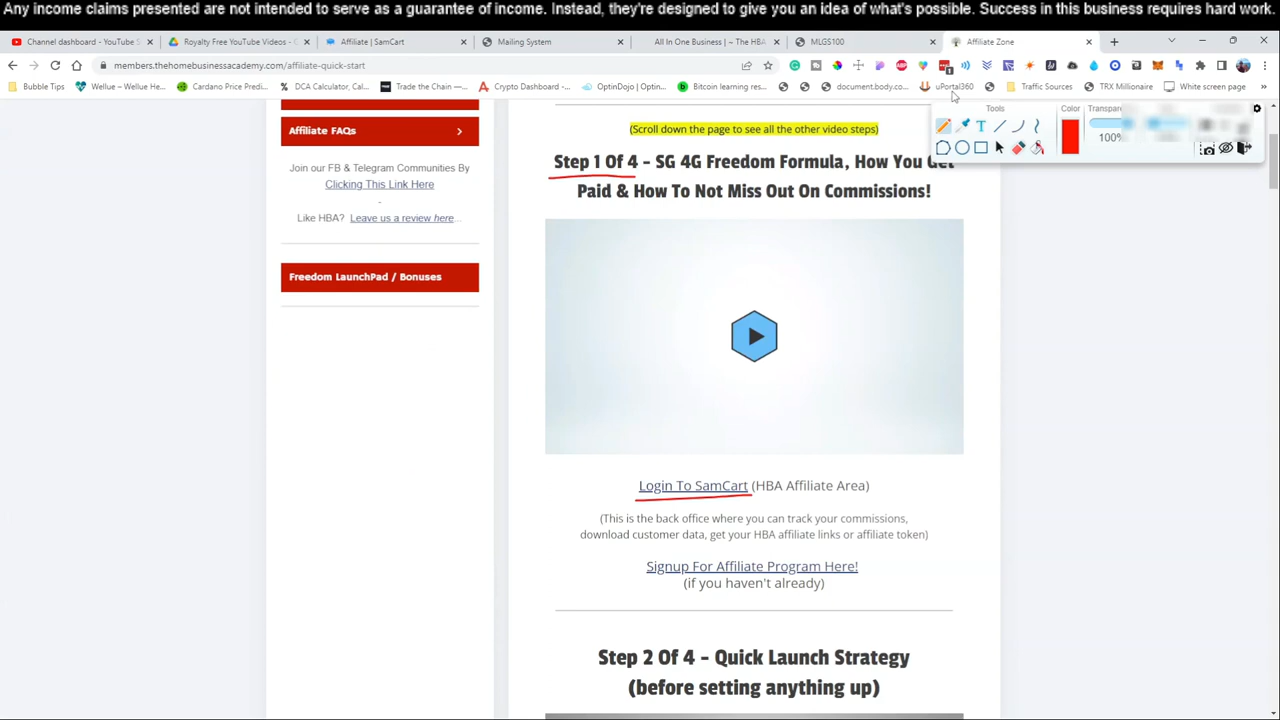 Any income claims presented are not intended to serve as a guarantee of income. Instead, they're designed to give you an idea of what's possible. Success in this business requires hard work.
Channel dashboard - YouTube S
Royalty Free YouTube Videos -
Affiliate | SamCart
Mailing System
All In One Business | ~ The HBA
MLGS100
Affiliate Zone
members.thehomebusinessacademy.com/affiliate-quick-start
Bubble Tips
Wellue – Wellue He...
Cardano Price Predi...
DCA Calculator, Cal...
Trade the Chain —...
Crypto Dashboard -...
OptinDojo | Optin...
Bitcoin learning res...
document.body.co...
uPortal360
Traffic Sources
TRX Millionaire
White screen page
»
Tools
Color
Transpare
100%
Affiliate FAQs
Join our FB & Telegram Communities By
Clicking This Link Here
-
Like HBA? Leave us a review here...
Freedom LaunchPad / Bonuses
(Scroll down the page to see all the other video steps)
Step 1 Of 4 - SG 4G Freedom Formula, How You Get
Paid & How To Not Miss Out On Commissions!
Login To SamCart (HBA Affiliate Area)
(This is the back office where you can track your commissions,
download customer data, get your HBA affiliate links or affiliate token)
Signup For Affiliate Program Here!
(if you haven't already)
Step 2 Of 4 - Quick Launch Strategy
(before setting anything up)